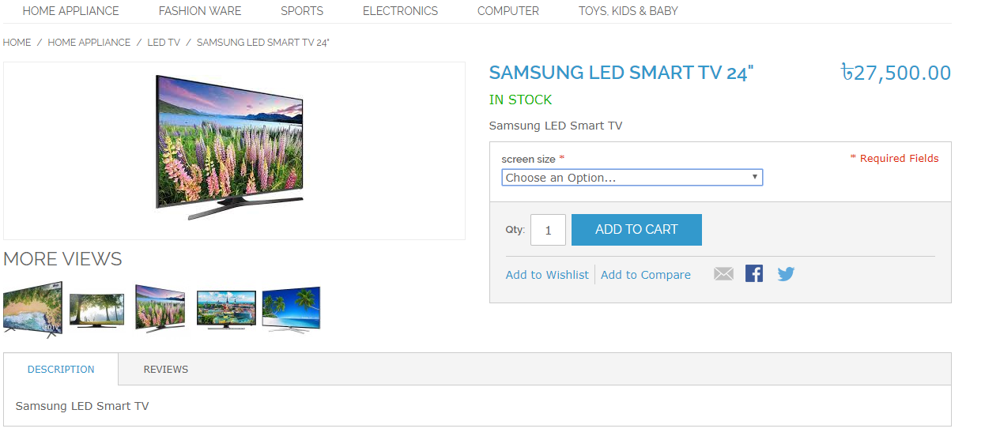 HOME APPLIANCE FASHION WARE SPORTS ELECTRONICS COMPUTER TOYS, KIDS & BABY
HOME / HOME APPLIANCE / LED TV / SAMSUNG LED SMART TV 24"
SAMSUNG LED SMART TV 24" ৳27,500.00
IN STOCK
Samsung LED Smart TV
screen size * * Required Fields
Choose an Option...
Qty: 1 ADD TO CART
MORE VIEWS
Add to Wishlist Add to Compare
DESCRIPTION REVIEWS
Samsung LED Smart TV